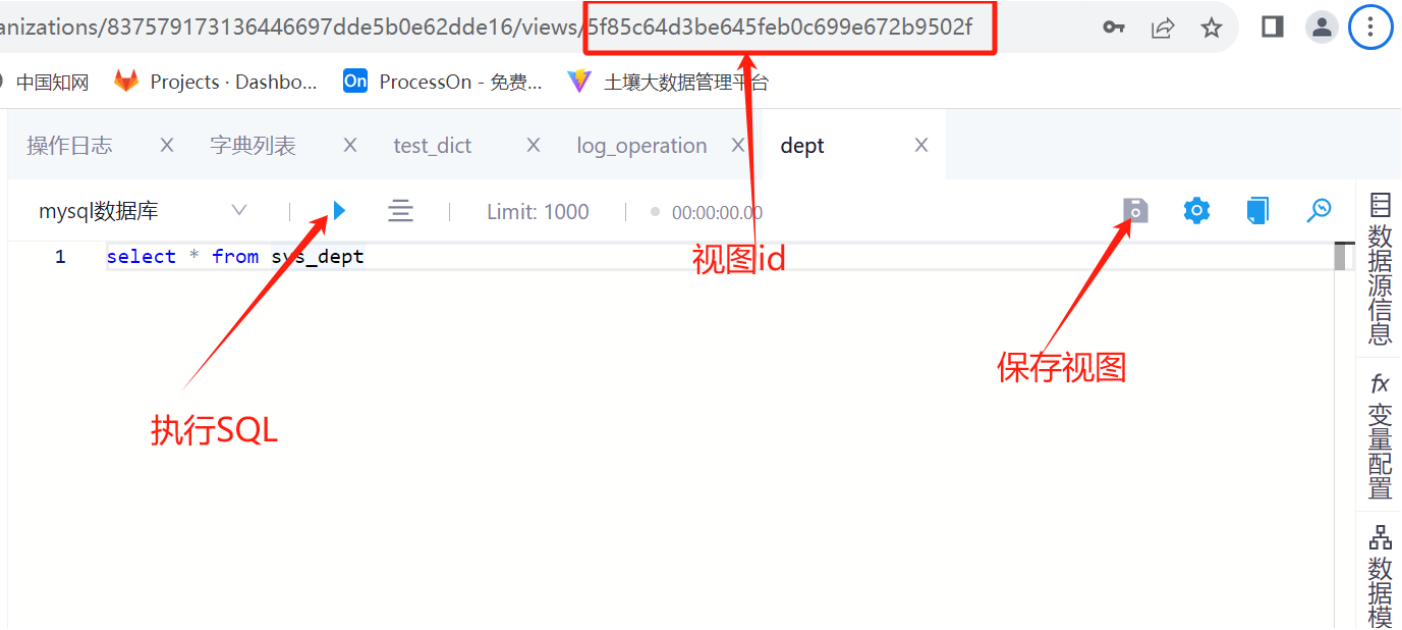 anizations/837579173136446697dde5b0e62dde16/views/5f85c64d3be645feb0c699e672b9502f
中国知网 Projects · Dashbo... On ProcessOn - 免费... 土壤大数据管理平台
操作日志 字典列表 test_dict log_operation dept
mysql数据库 Limit: 1000 00:00:00.00
1 select * from sys_dept
视图id
保存视图
执行SQL
数据源信息
fx 变量配置
数据模